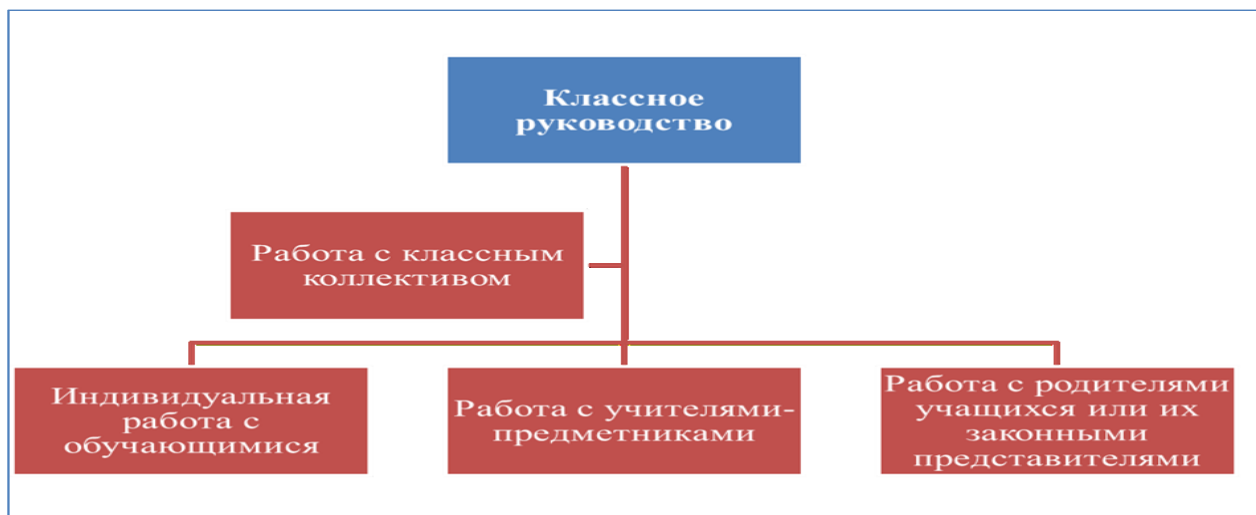 Классное
руководство
Работа с классным
коллективом
Индивидуальная
работа с
обучающимися
Работа с учителями-
предметниками
Работа с родителями
учащихся или их
законными
представителями